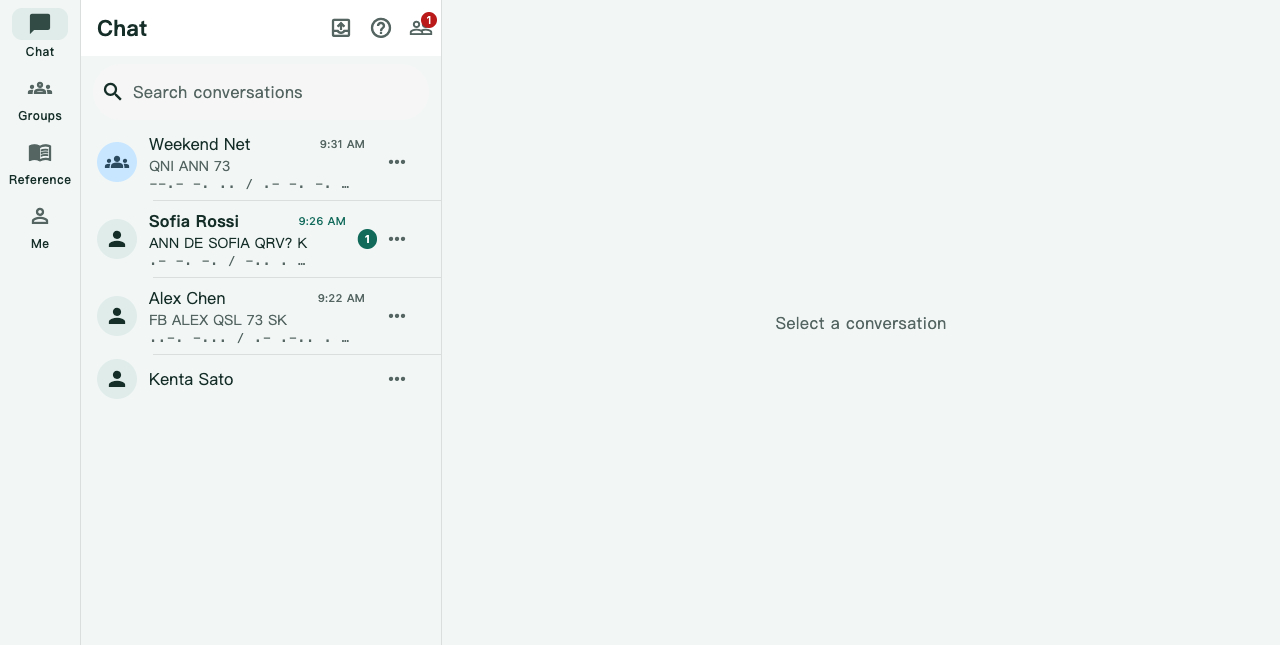 Chat
Groups
Reference
Me
Chat
1
Search conversations
Weekend Net
9:31 AM
QNI ANN 73
--.- -. .. / .- -. -. …
Sofia Rossi
9:26 AM
ANN DE SOFIA QRV? K
1
.- -. -. / -.. . …
Alex Chen
9:22 AM
FB ALEX QSL 73 SK
..-. -... / .- .-.. . …
Kenta Sato
Select a conversation